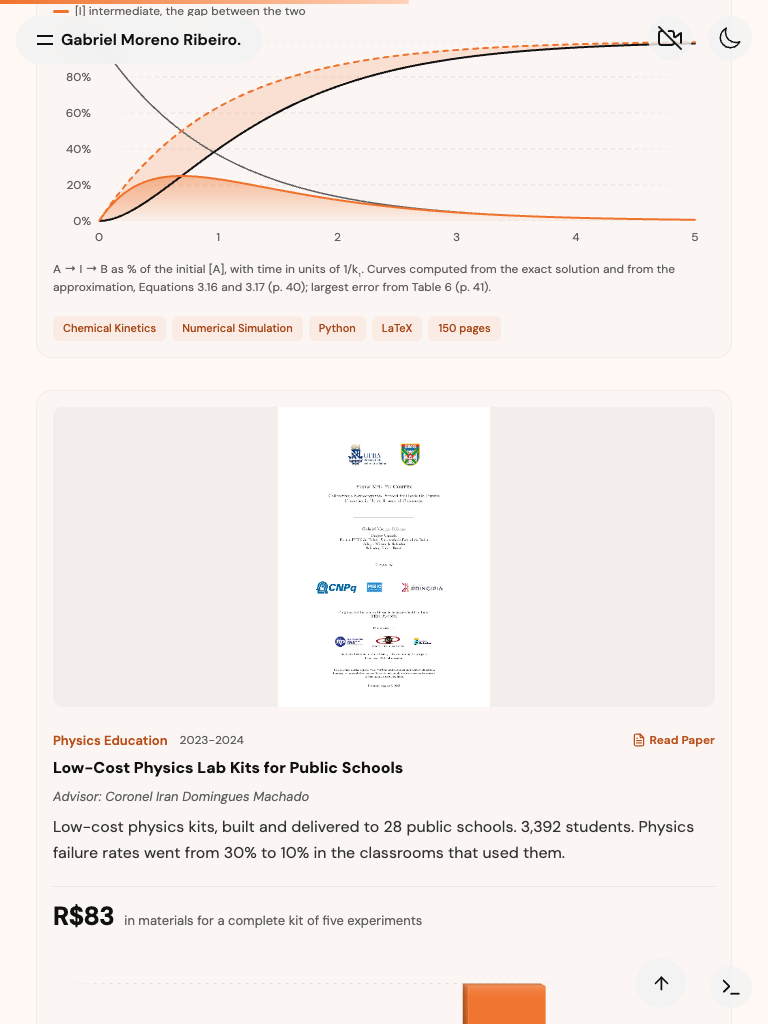 [I] intermediate, the gap between the two
Gabriel Moreno Ribeiro.
80%
60%
40%
20%
0%
0 1 2 3 4 5
A → I → B as % of the initial [A], with time in units of 1/k₁. Curves computed from the exact solution and from the
approximation, Equations 3.16 and 3.17 (p. 40); largest error from Table 6 (p. 41).
Chemical Kinetics Numerical Simulation Python LaTeX 150 pages
UFBA
CNPq PIBIC PRINCIPIA
Physics Education 2023-2024 Read Paper
Low-Cost Physics Lab Kits for Public Schools
Advisor: Coronel Iran Domingues Machado
Low-cost physics kits, built and delivered to 28 public schools. 3,392 students. Physics
failure rates went from 30% to 10% in the classrooms that used them.
R$83 in materials for a complete kit of five experiments